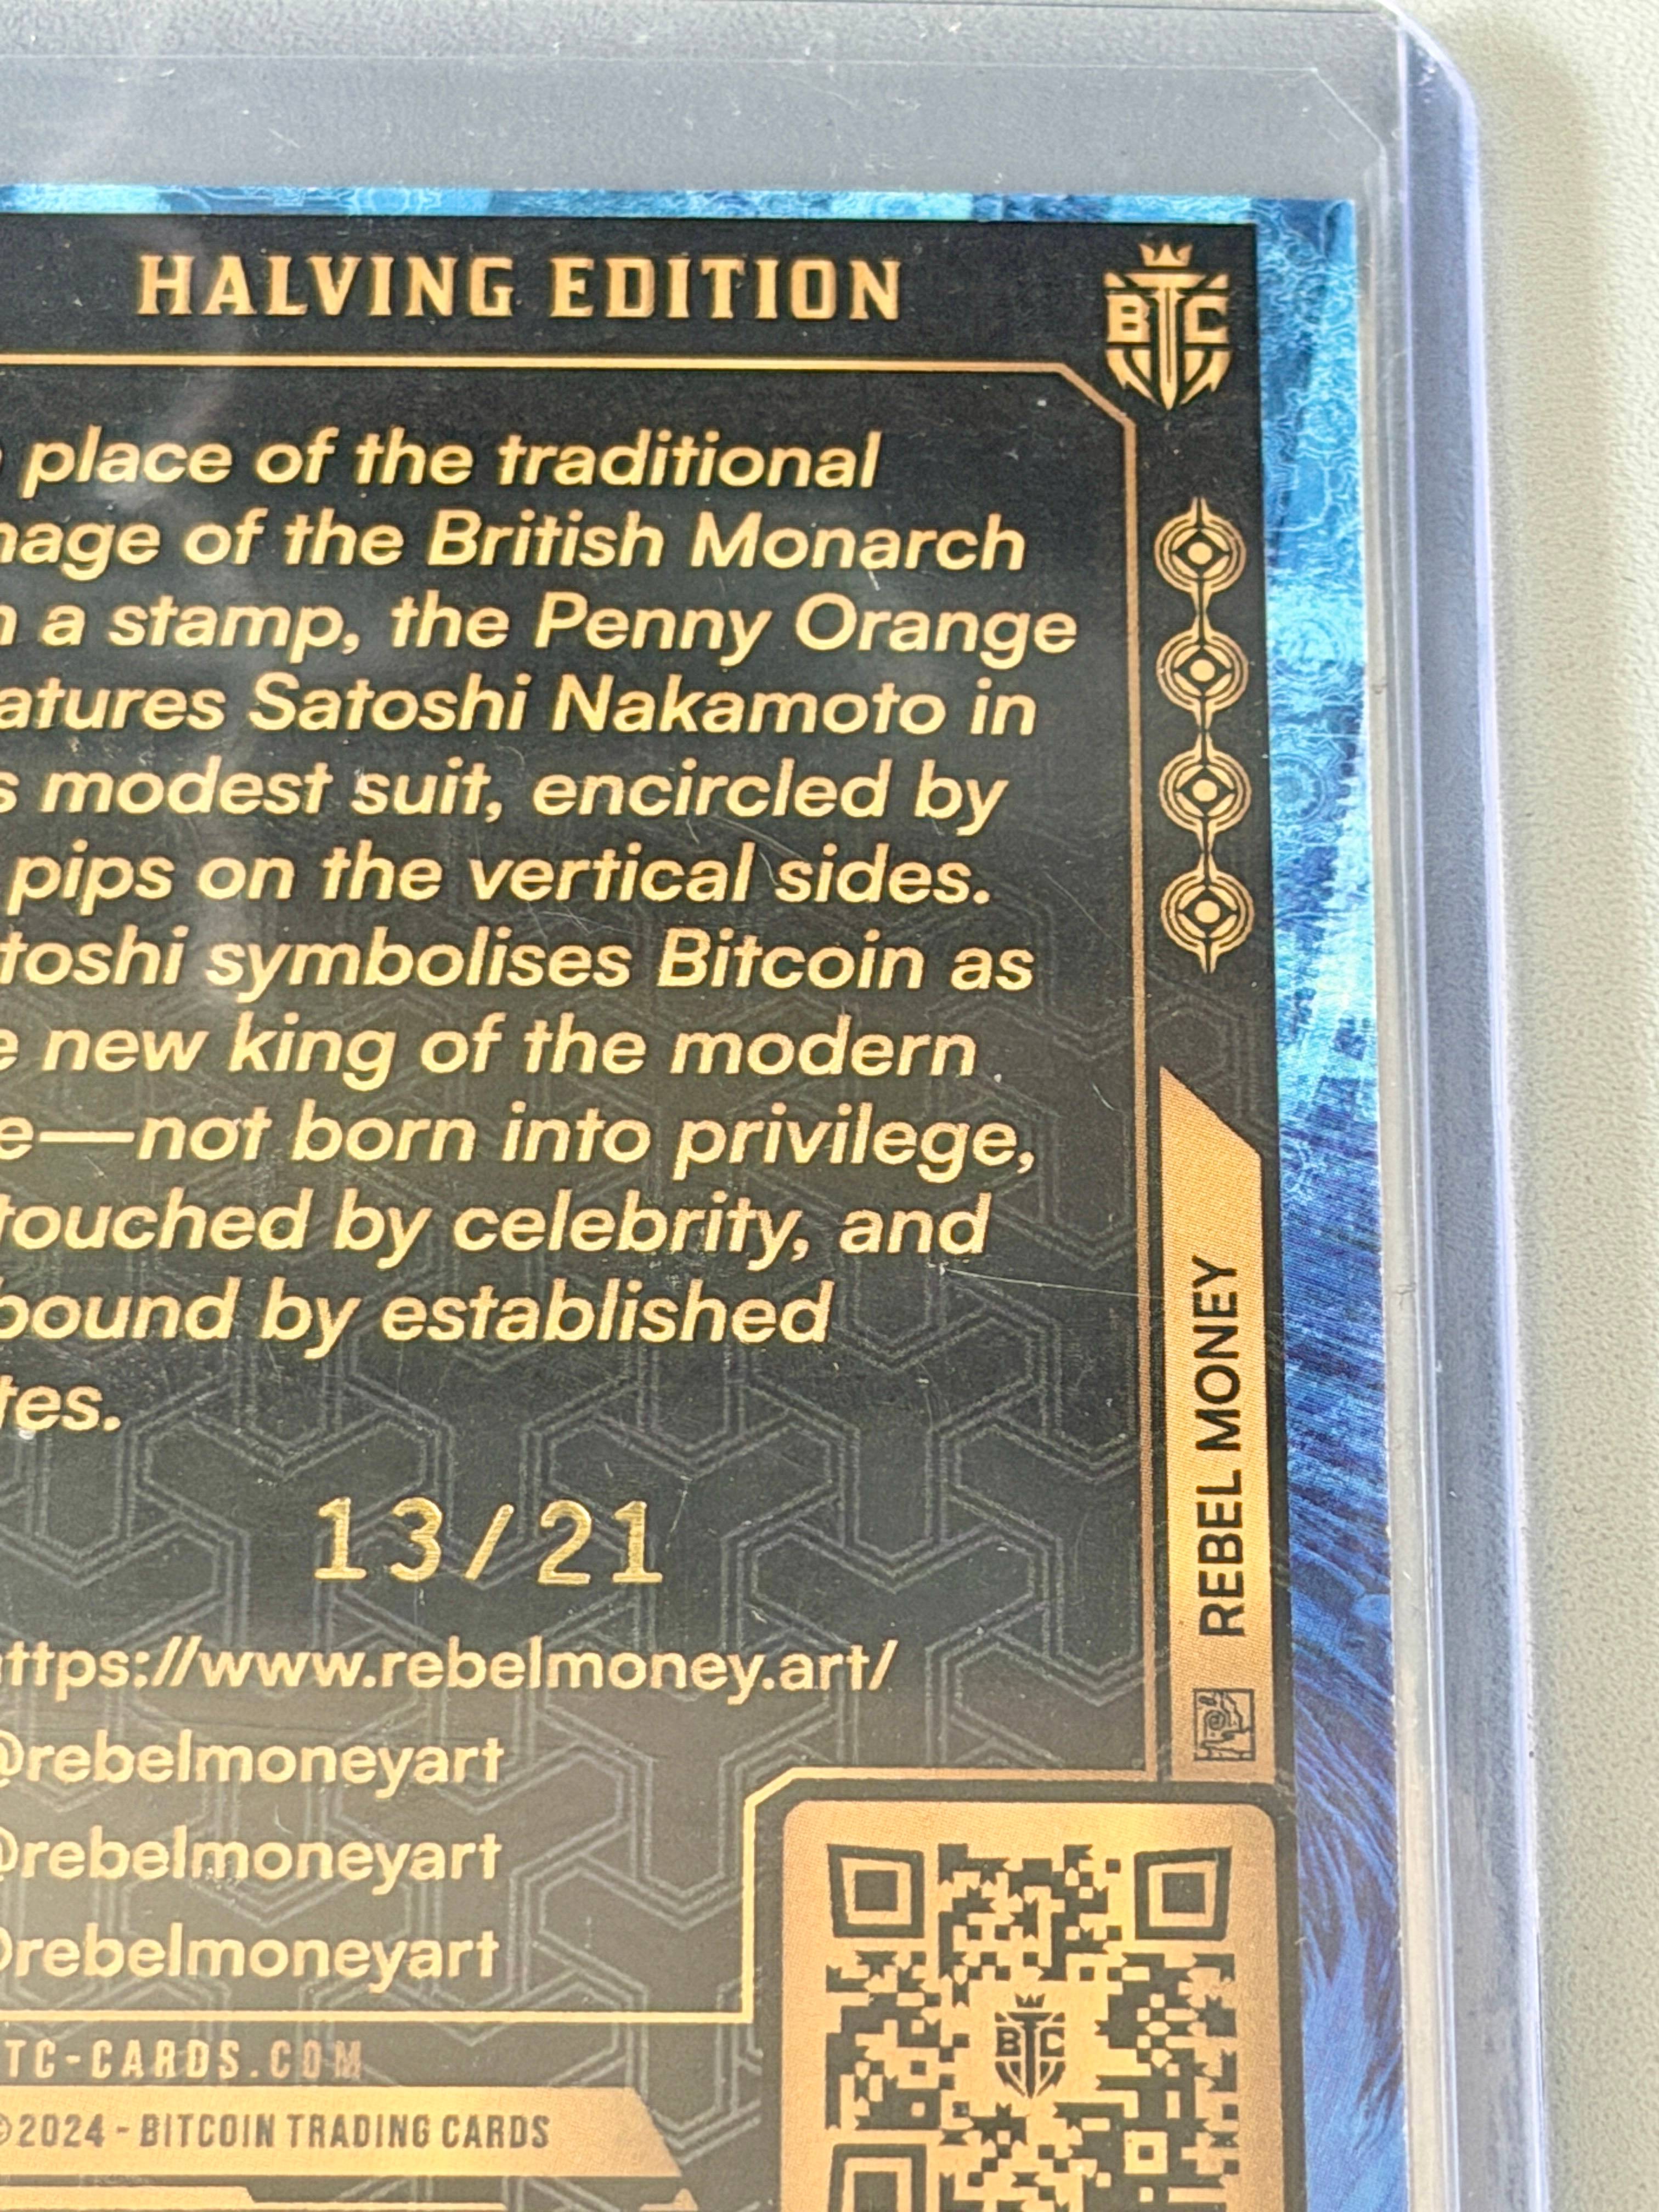 HALVING EDITION
BTC
place of the traditional
mage of the British Monarch
n a stamp, the Penny Orange
atures Satoshi Nakamoto in
s modest suit, encircled by
pips on the vertical sides.
toshi symbolises Bitcoin as
e new king of the modern
e—not born into privilege,
touched by celebrity, and
bound by established
tes.
REBEL MONEY
13/21
ttps://www.rebelmoney.art/
@rebelmoneyart
@rebelmoneyart
@rebelmoneyart
BTC
TC-CARDS.COM
©2024 - BITCOIN TRADING CARDS